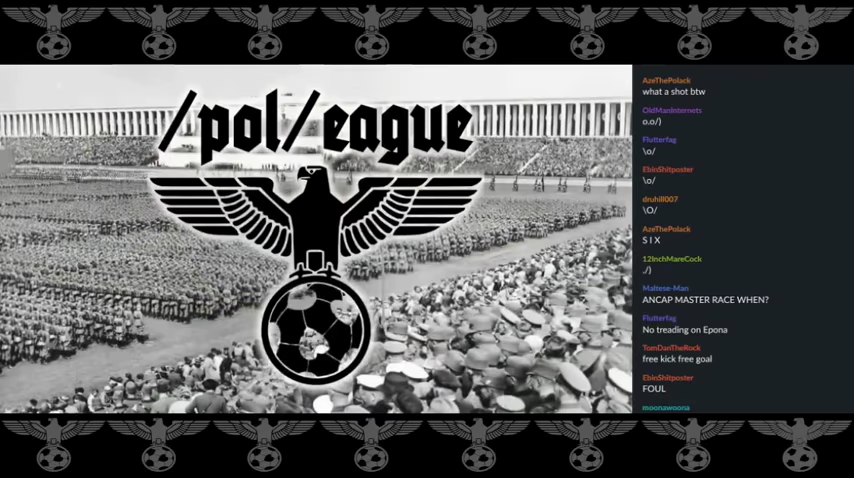 /pol/eague
AzeThePolack
what a shot btw
OldManInternets
o.o/)
Flutterfag
\o/
EbinShitposter
\o/
druhill007
\O/
AzeThePolack
S I X
12InchMareCock
./)
Maltese-Man
ANCAP MASTER RACE WHEN?
Flutterfag
No treading on Epona
TomDanTheRock
free kick free goal
EbinShitposter
FOUL
moonawoona